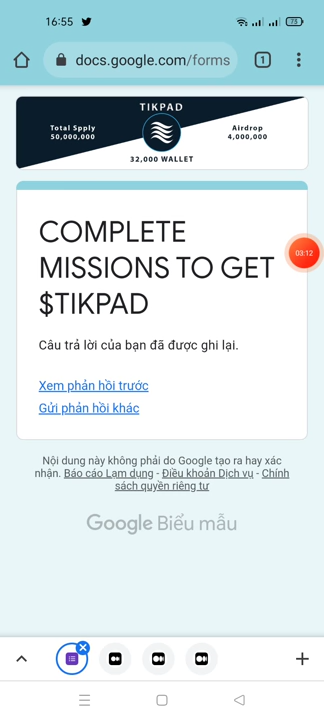 16:55
73
docs.google.com/forms
1
TIKPAD
Total Spply
50,000,000
Airdrop
4,000,000
32,000 WALLET
COMPLETE
MISSIONS TO GET
$TIKPAD
03:12
Câu trả lời của bạn đã được ghi lại.
Xem phản hồi trước
Gửi phản hồi khác
Nội dung này không phải do Google tạo ra hay xác
nhận. Báo cáo Lạm dụng - Điều khoản Dịch vụ - Chính
sách quyền riêng tư
Google Biểu mẫu